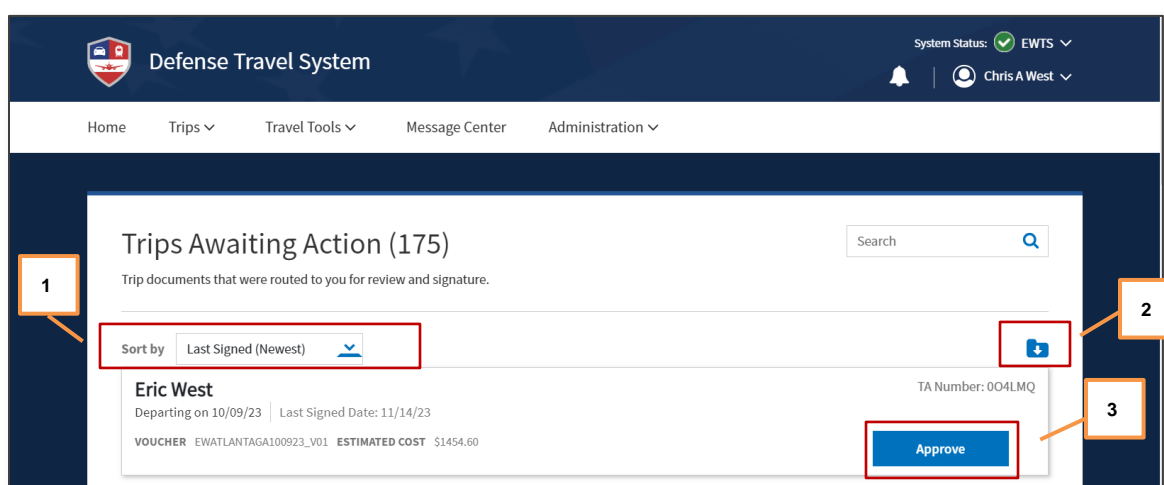 System Status: EWTS
Defense Travel System
Chris A West
Home Trips Travel Tools Message Center Administration
Trips Awaiting Action (175)
Search
Trip documents that were routed to you for review and signature.
1
2
Sort by Last Signed (Newest)
Eric West
TA Number: 0O4LMQ
Departing on 10/09/23 Last Signed Date: 11/14/23
3
VOUCHER EWATLANTAGA100923_V01 ESTIMATED COST $1454.60
Approve